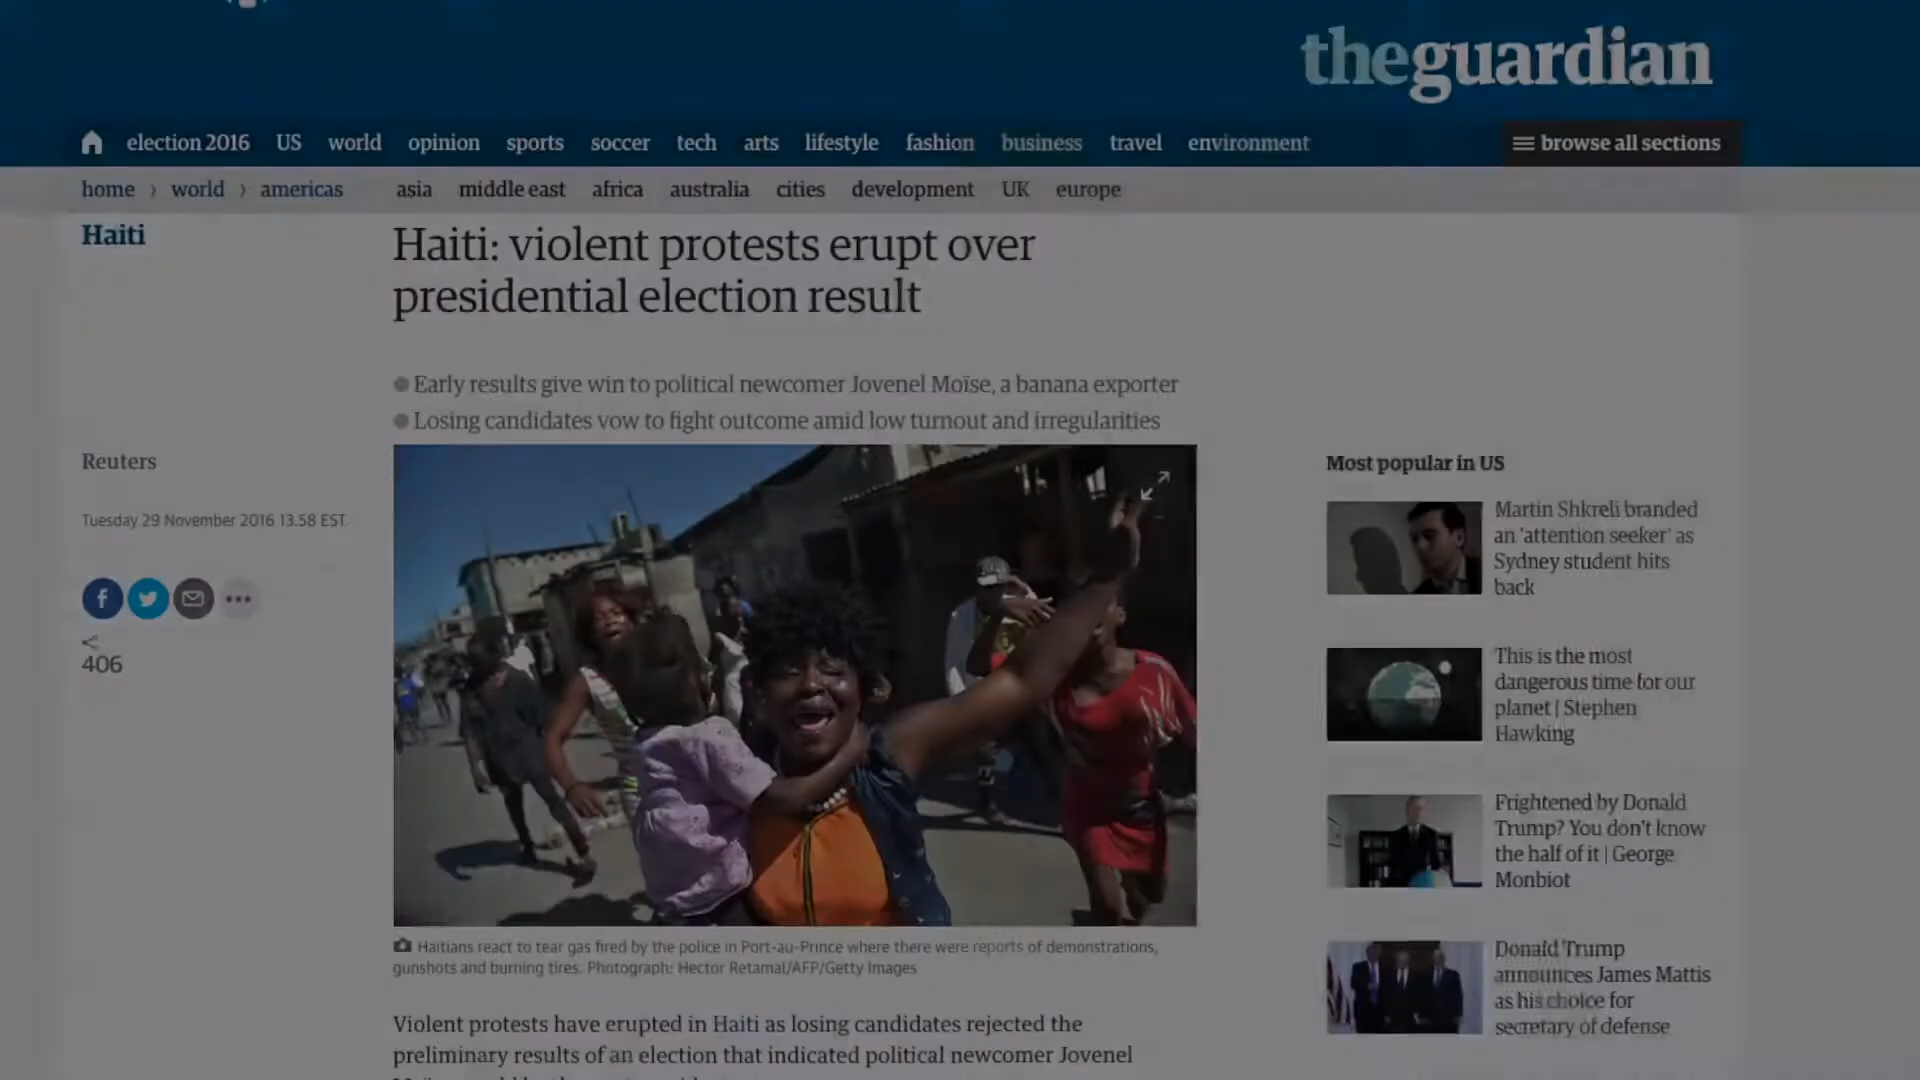 theguardian
election 2016 US world opinion sports soccer tech arts lifestyle fashion business travel environment browse all sections
home › world › americas asia middle east africa australia cities development UK europe
Haiti
Haiti: violent protests erupt over
presidential election result
Early results give win to political newcomer Jovenel Moïse, a banana exporter
Losing candidates vow to fight outcome amid low turnout and irregularities
Reuters
Tuesday 29 November 2016 13.58 EST
406
Haitians react to tear gas fired by the police in Port-au-Prince where there were reports of demonstrations,
gunshots and burning tires. Photograph: Hector Retamal/AFP/Getty Images
Violent protests have erupted in Haiti as losing candidates rejected the
preliminary results of an election that indicated political newcomer Jovenel
Most popular in US
Martin Shkreli branded
an 'attention seeker' as
Sydney student hits
back
This is the most
dangerous time for our
planet | Stephen
Hawking
Frightened by Donald
Trump? You don't know
the half of it | George
Monbiot
Donald Trump
announces James Mattis
as his choice for
secretary of defense